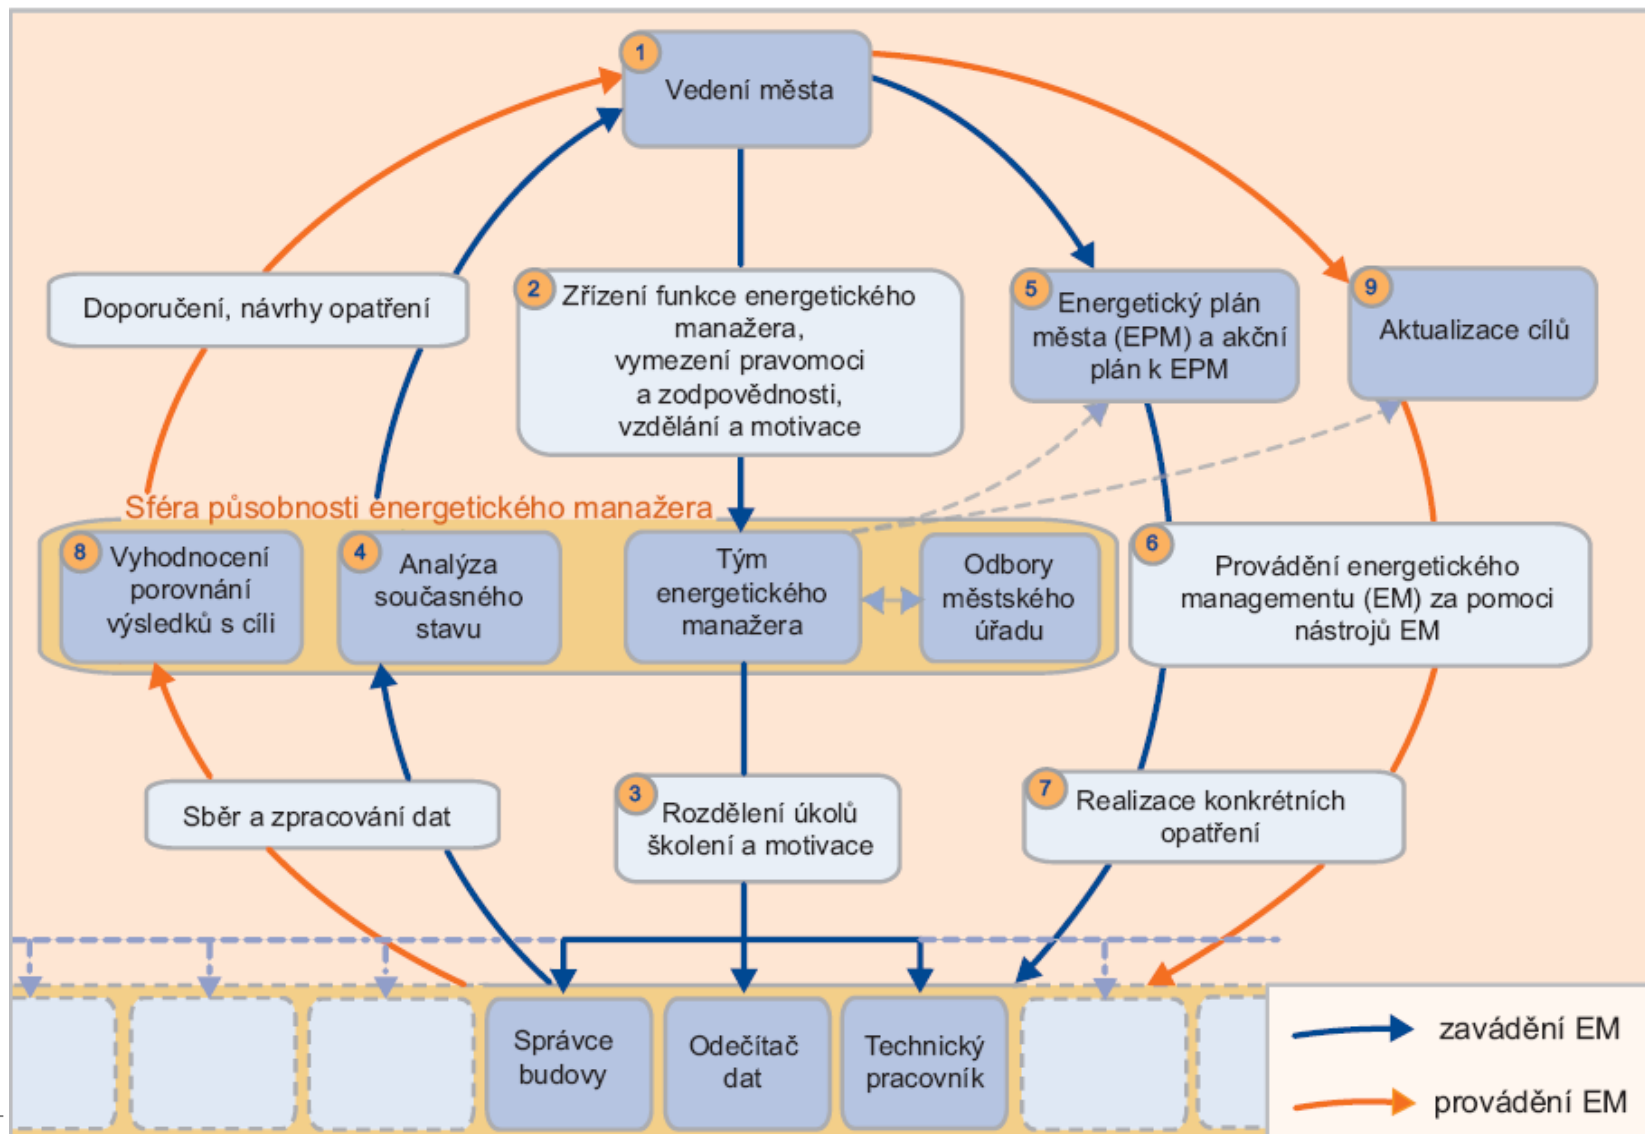 1
Vedení města
Doporučení, návrhy opatření
2
Zřízení funkce energetického
manažera,
vymezení pravomoci
a zodpovědnosti,
vzdělání a motivace
5
Energetický plán
města (EPM) a akční
plán k EPM
9
Aktualizace cílů
Sféra působnosti energetického manažera
8
Vyhodnocení
porovnání
výsledků s cíli
4
Analýza
současného
stavu
Tým
energetického
manažera
Odbory
městského
úřadu
6
Provádění energetického
managementu (EM) za pomoci
nástrojů EM
Sběr a zpracování dat
3
Rozdělení úkolů
školení a motivace
7
Realizace konkrétních
opatření
Správce
budovy
Odečítač
dat
Technický
pracovník
zavádění EM
provádění EM